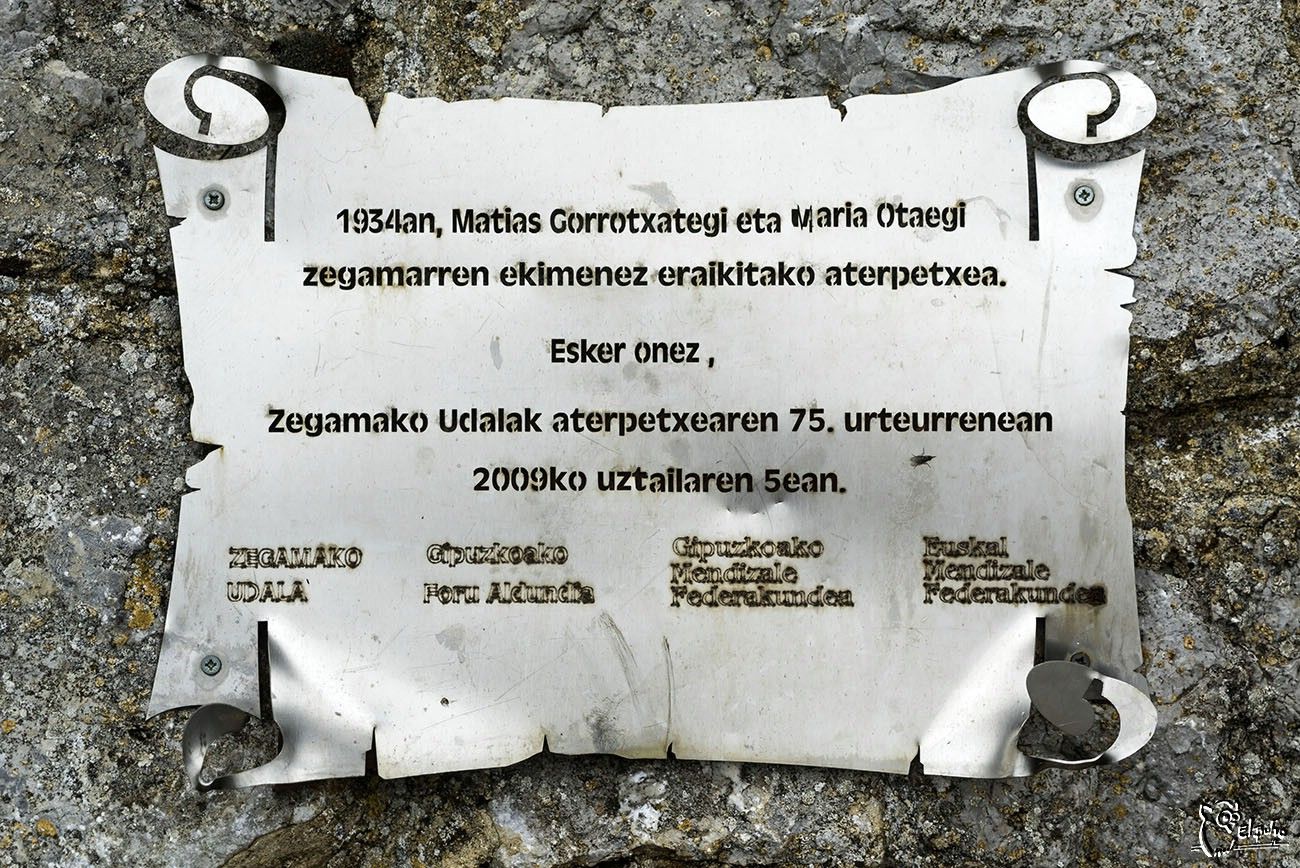 1934an, Matias Gorrotxategi eta Maria Otaegi
zegamarren ekimenez eraikitako aterpetxea.
Esker onez ,
Zegamako Udalak aterpetxearen 75. urteurrenean
2009ko uztailaren 5ean.
ZEGAMAKO
UDALA
Gipuzkoako
Foru Aldundia
Gipuzkoako
Mendizale
Federakundea
Euskal
Mendizale
Federakundea